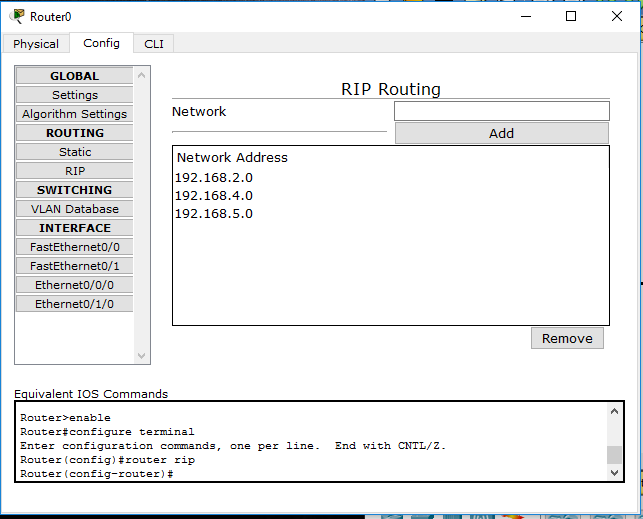 Router0
Physical Config CLI
GLOBAL
Settings
Algorithm Settings
ROUTING
Static
RIP
SWITCHING
VLAN Database
INTERFACE
FastEthernet0/0
FastEthernet0/1
Ethernet0/0/0
Ethernet0/1/0
RIP Routing
Network
Add
Network Address
192.168.2.0
192.168.4.0
192.168.5.0
Remove
Equivalent IOS Commands
Router>enable
Router#configure terminal
Enter configuration commands, one per line.  End with CNTL/Z.
Router(config)#router rip
Router(config-router)#